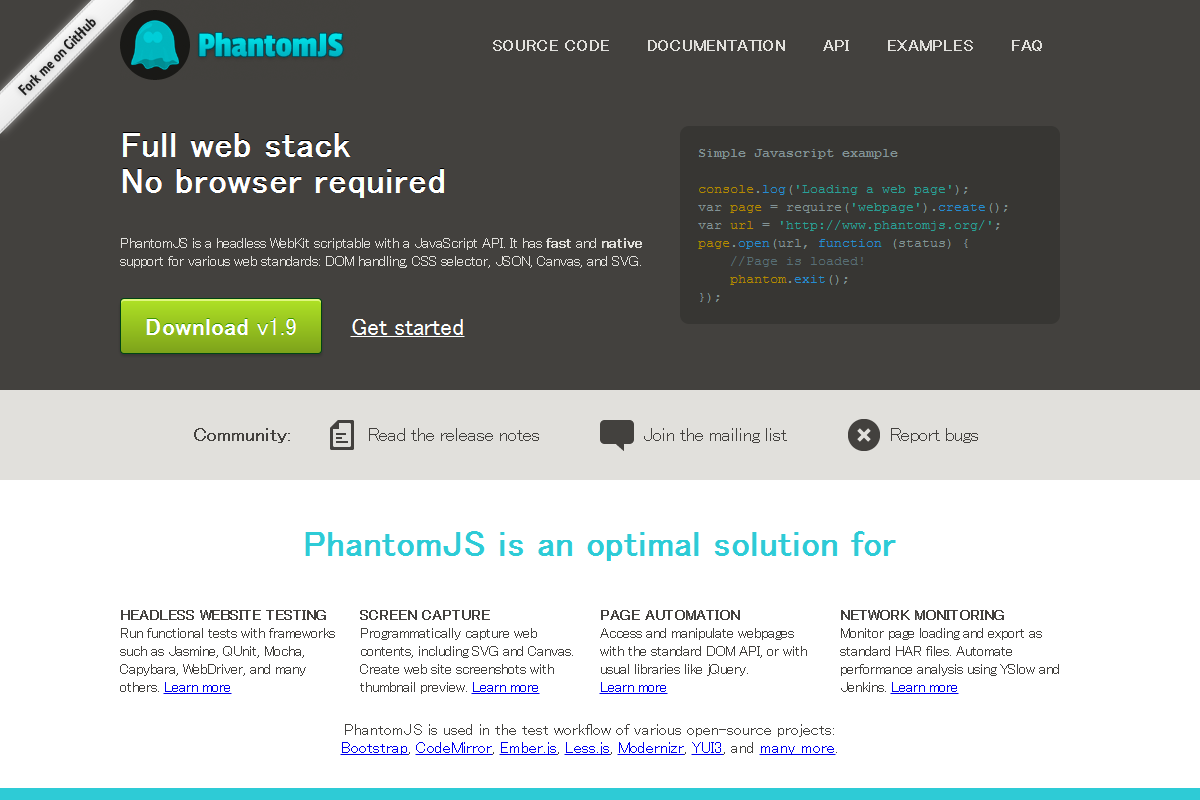 Fork me on GitHub
PhantomJS
SOURCE CODE DOCUMENTATION API EXAMPLES FAQ
Full web stack
No browser required
PhantomJS is a headless WebKit scriptable with a JavaScript API. It has fast and native
support for various web standards: DOM handling, CSS selector, JSON, Canvas, and SVG.
Download v1.9 Get started
Simple Javascript example
console.log('Loading a web page');
var page = require('webpage').create();
var url = 'http://www.phantomjs.org/';
page.open(url, function (status) {
    //Page is loaded!
    phantom.exit();
});
Community: Read the release notes Join the mailing list Report bugs
PhantomJS is an optimal solution for
HEADLESS WEBSITE TESTING
Run functional tests with frameworks
such as Jasmine, QUnit, Mocha,
Capybara, WebDriver, and many
others. Learn more
SCREEN CAPTURE
Programmatically capture web
contents, including SVG and Canvas.
Create web site screenshots with
thumbnail preview. Learn more
PAGE AUTOMATION
Access and manipulate webpages
with the standard DOM API, or with
usual libraries like jQuery.
Learn more
NETWORK MONITORING
Monitor page loading and export as
standard HAR files. Automate
performance analysis using YSlow and
Jenkins. Learn more
PhantomJS is used in the test workflow of various open-source projects:
Bootstrap, CodeMirror, Ember.js, Less.js, Modernizr, YUI3, and many more.